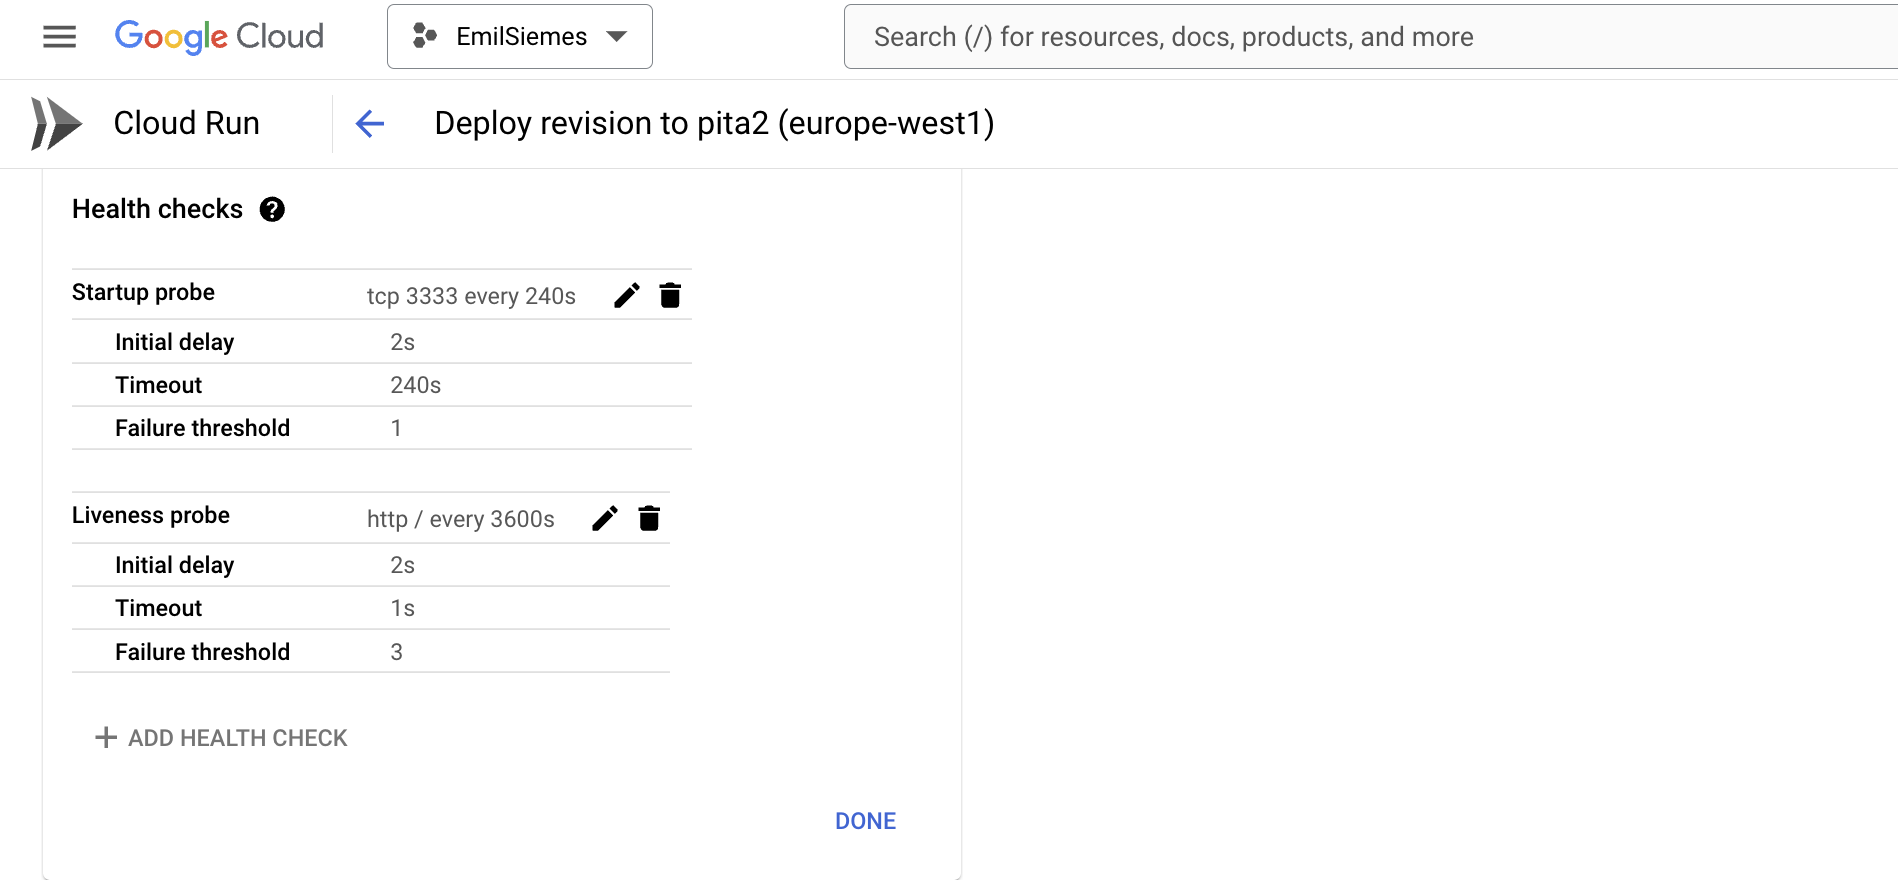 Google Cloud
EmilSiemes
Search (/) for resources, docs, products, and more
Cloud Run
Deploy revision to pita2 (europe-west1)
Health checks ?
Startup probe tcp 3333 every 240s
Initial delay 2s
Timeout 240s
Failure threshold 1
Liveness probe http / every 3600s
Initial delay 2s
Timeout 1s
Failure threshold 3
+ ADD HEALTH CHECK
DONE